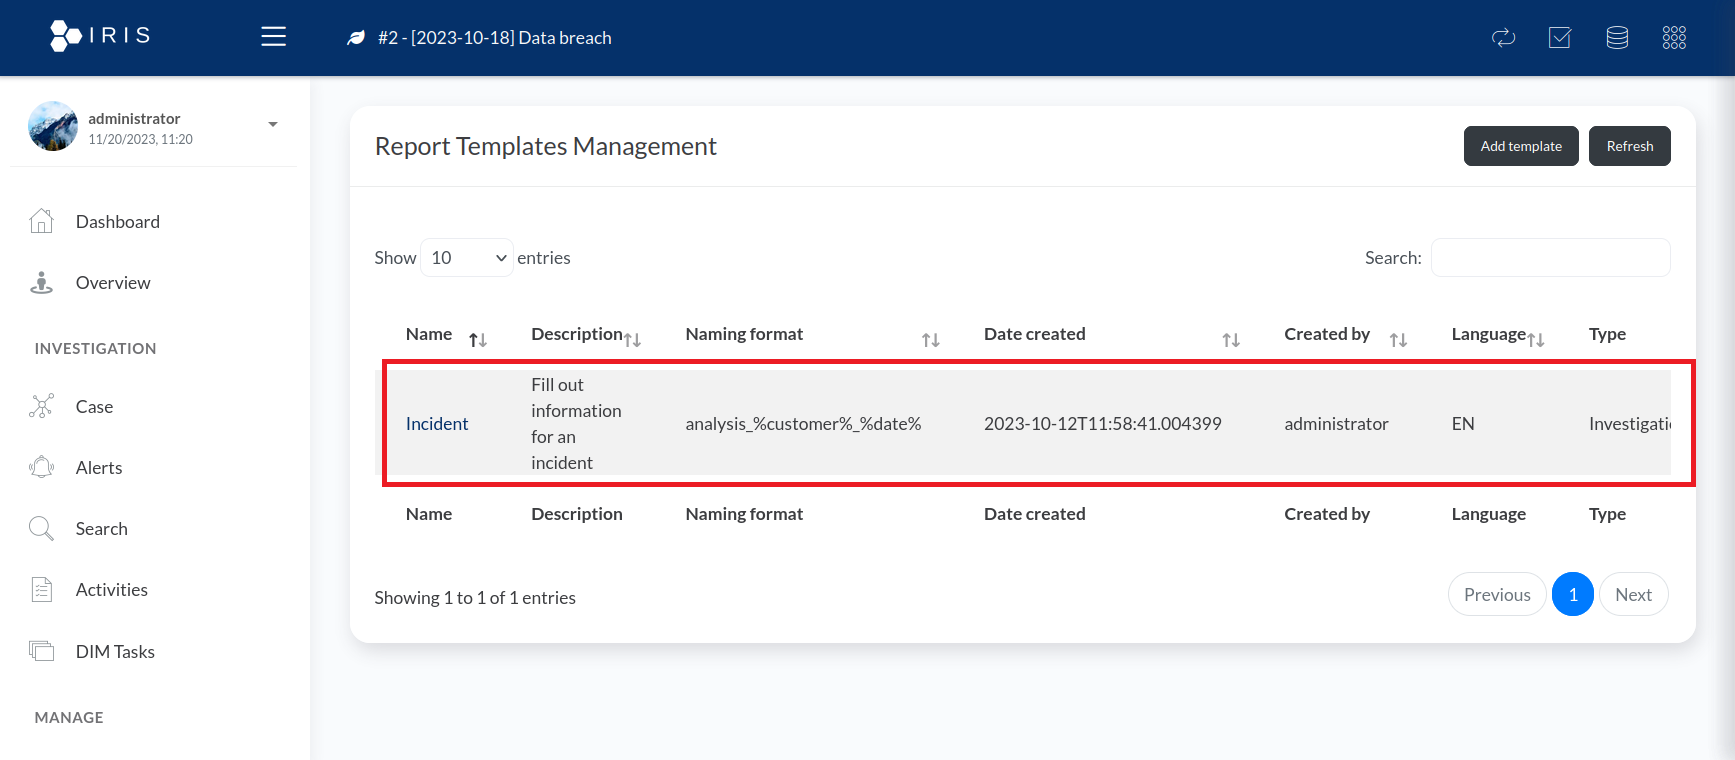 IRIS
#2 - [2023-10-18] Data breach
administrator
11/20/2023, 11:20
Dashboard
Overview
INVESTIGATION
Case
Alerts
Search
Activities
DIM Tasks
MANAGE
Report Templates Management
Add template
Refresh
Show 10 entries
Search:
Name Description Naming format Date created Created by Language Type
Incident Fill out information for an incident analysis_%customer%_%date% 2023-10-12T11:58:41.004399 administrator EN Investigati
Name Description Naming format Date created Created by Language Type
Showing 1 to 1 of 1 entries
Previous 1 Next